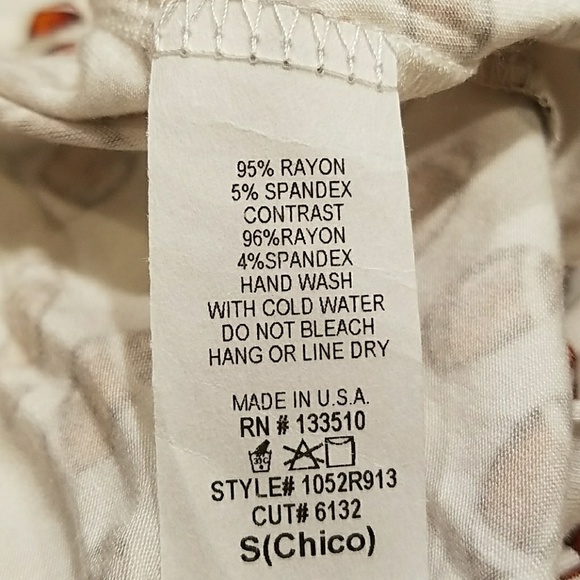 95% RAYON
5% SPANDEX
CONTRAST
96%RAYON
4%SPANDEX
HAND WASH
WITH COLD WATER
DO NOT BLEACH
HANG OR LINE DRY
MADE IN U.S.A.
RN # 133510
30°C
STYLE# 1052R913
CUT# 6132
S(Chico)